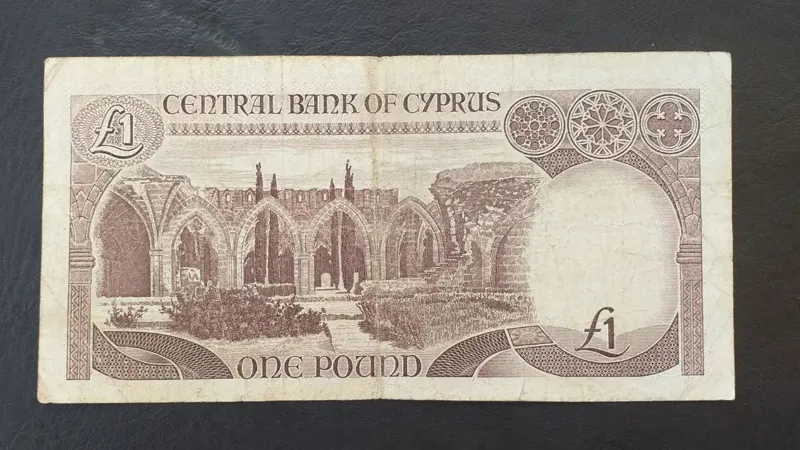 £1
CENTRAL BANK OF CYPRUS
£1
ONE POUND